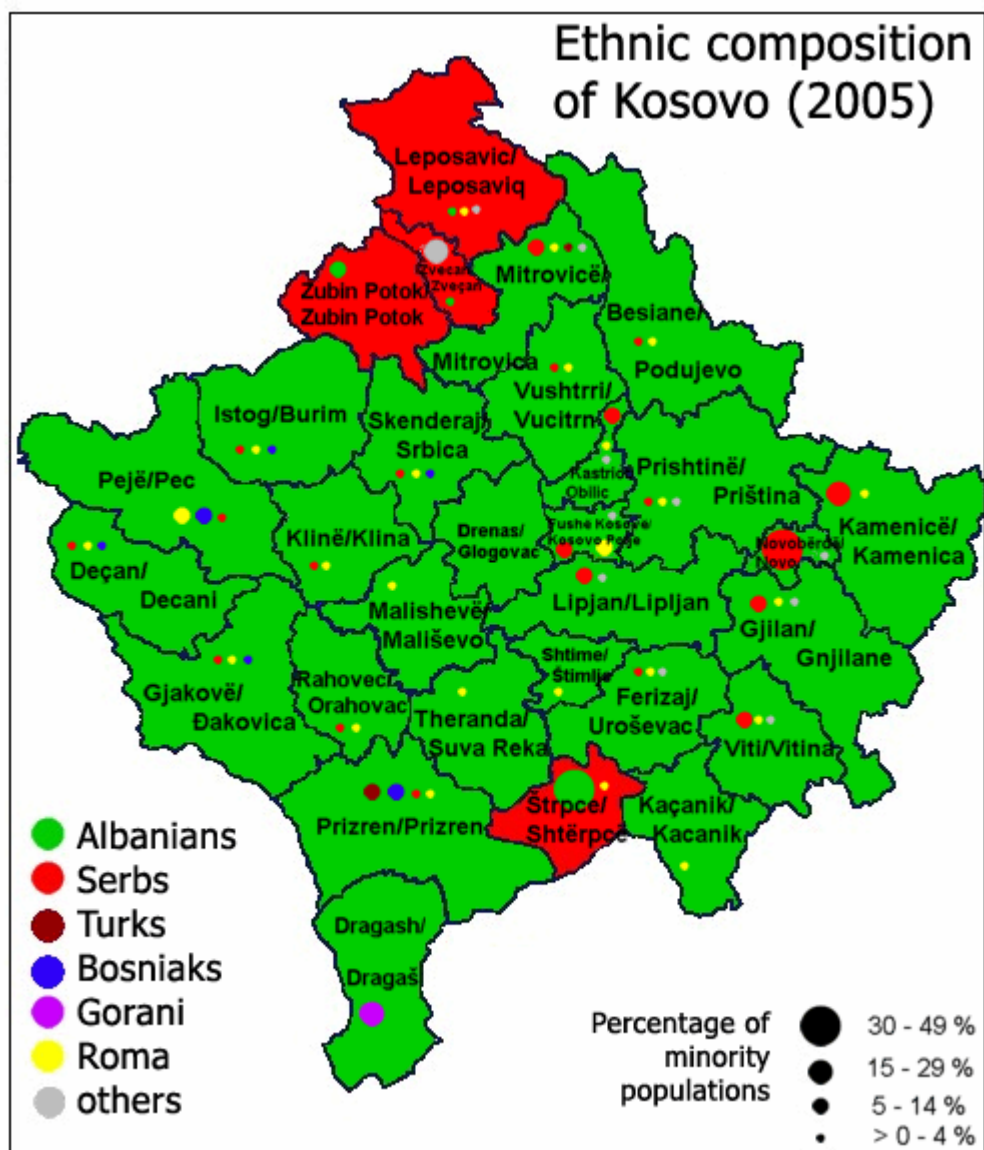 Ethnic composition
of Kosovo (2005)
Leposavic/
Leposaviq
Zvecan/
Zveçan
Zubin Potok/
Zubin Potok
Mitrovicë/
Mitrovica
Besiane/
Podujevo
Vushtrri/
Vucitrn
Istog/Burim
Skenderaj/
Srbica
Pejë/Pec
Kastriot/
Obilic
Prishtinë/
Priština
Kamenicë/
Kamenica
Klinë/Klina
Drenas/
Glogovac
Fushe Kosove/
Kosovo Poge
Novobërdë/
Novo
Deçan/
Decani
Malishevë/
Mališevo
Lipjan/Lipljan
Gjilan/
Gnjilane
Gjakovë/
Đakovica
Rahovec/
Orahovac
Theranda/
Suva Reka
Shtime/
Štimlje
Ferizaj/
Uroševac
Viti/Vitina
Prizren/Prizren
Štrpce/
Shtërpcë
Kaçanik/
Kacanik
Dragash/
Dragaš
Albanians
Serbs
Turks
Bosniaks
Gorani
Roma
others
Percentage of
minority
populations
30 - 49 %
15 - 29 %
5 - 14 %
> 0 - 4 %